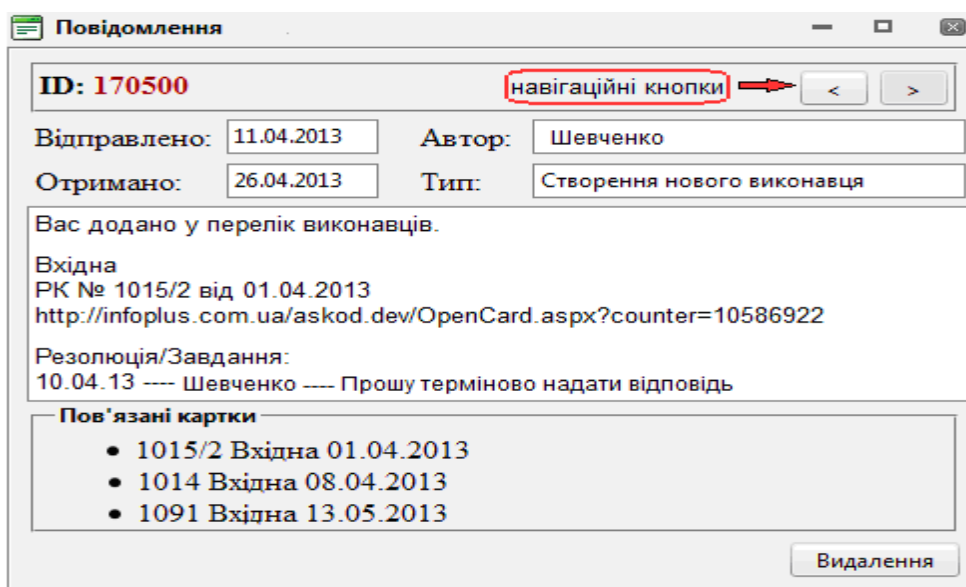 Повідомлення
ID: 170500 навігаційні кнопки < >
Відправлено: 11.04.2013 Автор: Шевченко
Отримано: 26.04.2013 Тип: Створення нового виконавця
Вас додано у перелік виконавців.
Вхідна
РК № 1015/2 від 01.04.2013
http://infoplus.com.ua/askod.dev/OpenCard.aspx?counter=10586922
Резолюція/Завдання:
10.04.13 ---- Шевченко ---- Прошу терміново надати відповідь
Пов'язані картки
• 1015/2 Вхідна 01.04.2013
• 1014 Вхідна 08.04.2013
• 1091 Вхідна 13.05.2013
Видалення